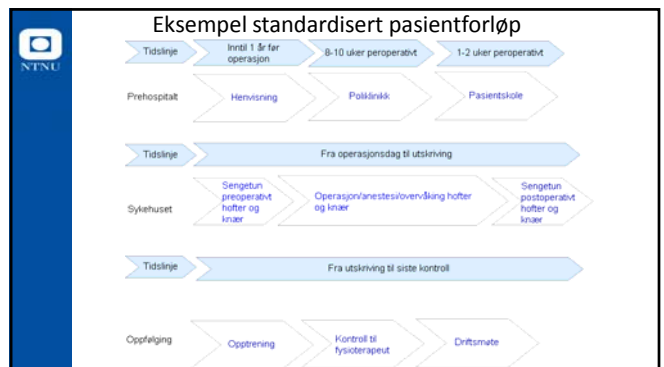 Eksempel standardisert pasientforløp
NTNU
Tidslinje
Inntil 1 år før
operasjon
8-10 uker peroperativt
1-2 uker peroperativt
Prehospitalt
Henvisning
Poliklinikk
Pasientskole
Tidslinje
Fra operasjonsdag til utskriving
Sykehuset
Sengetun
preoperativt
hofter og
knær
Operasjon/anestesi/overvåking hofter
og knær
Sengetun
postoperativt
hofter og
knær
Tidslinje
Fra utskriving til siste kontroll
Oppfølging
Opptrening
Kontroll til
fysioterapeut
Driftsmøte